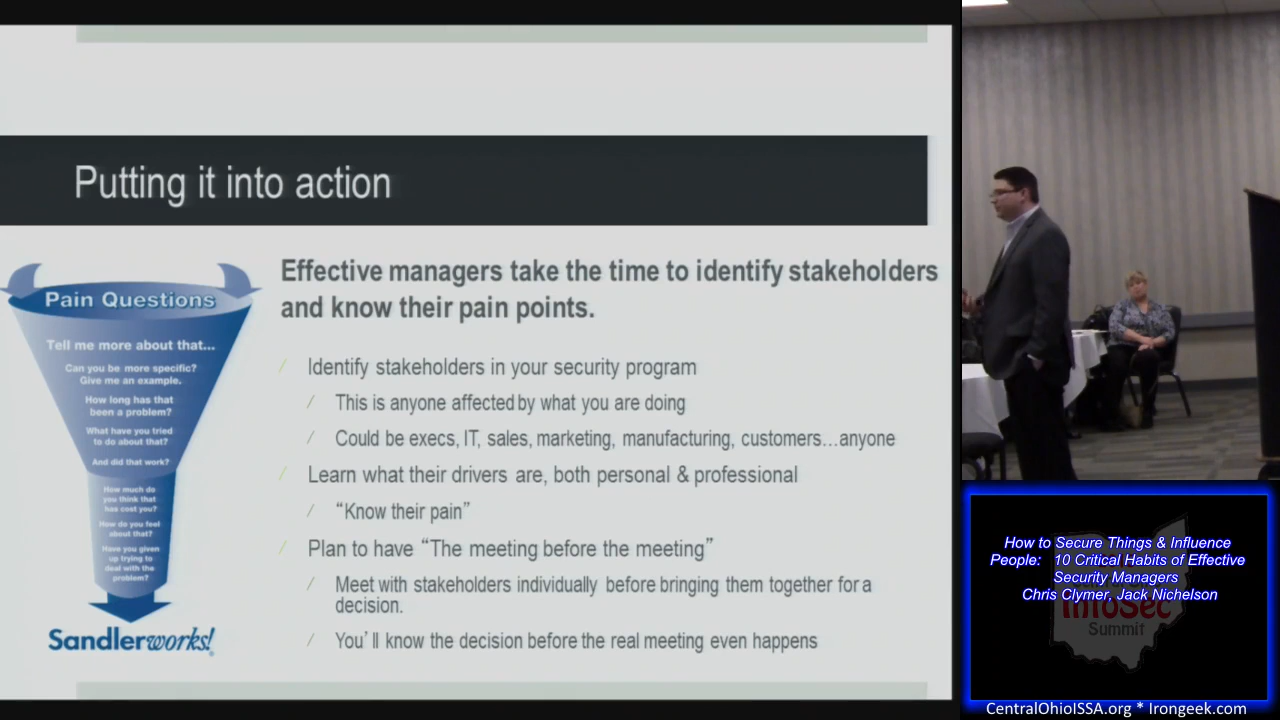 Putting it into action
Pain Questions
Tell me more about that...
Can you be more specific?
Give me an example.
How long has that
been a problem?
What have you tried
to do about that?
And did that work?
How much do
you think that
has cost you?
How do you feel
about that?
Have you given
up trying to
deal with the
problem?
Sandlerworks!
Effective managers take the time to identify stakeholders
and know their pain points.
Identify stakeholders in your security program
This is anyone affected by what you are doing
Could be execs, IT, sales, marketing, manufacturing, customers…anyone
Learn what their drivers are, both personal & professional
“Know their pain”
Plan to have “The meeting before the meeting”
Meet with stakeholders individually before bringing them together for a
decision.
You’ll know the decision before the real meeting even happens
How to Secure Things & Influence
People: 10 Critical Habits of Effective
Security Managers
Chris Clymer, Jack Nichelson
InfoSec
Summit
CentralOhioISSA.org * Irongeek.com